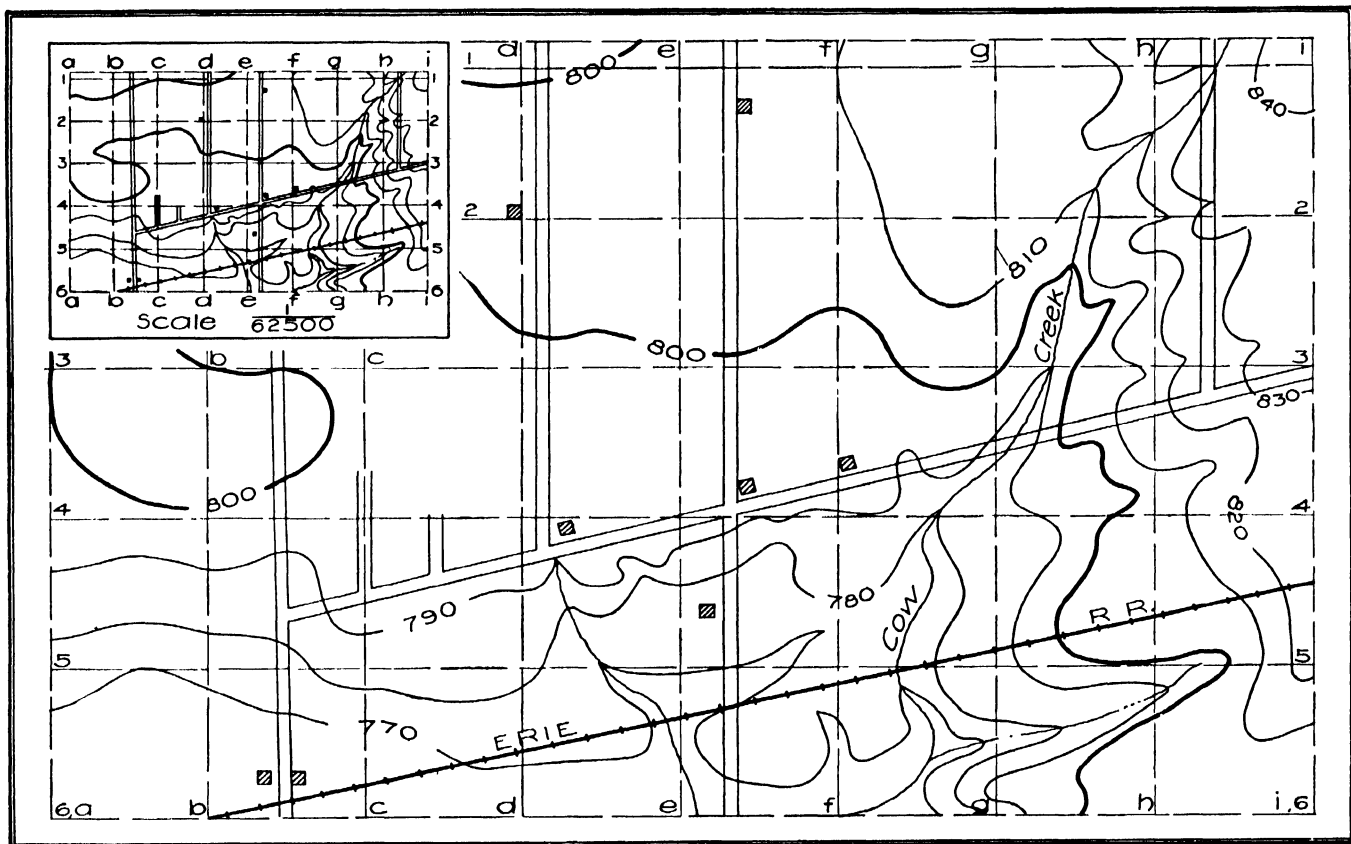 a b c d e f g h i
1 1
2 2
3 3
4 4
5 5
6 6
a b c d e f g h i
Scale 1/62500
d e f g h i
1 800 1
840
2 2
810
Creek
800
3 b c 3
830
800
4 4
820
790 780
Cow
R R.
5 5
770
ERIE
6,a b c d e f g h i,6